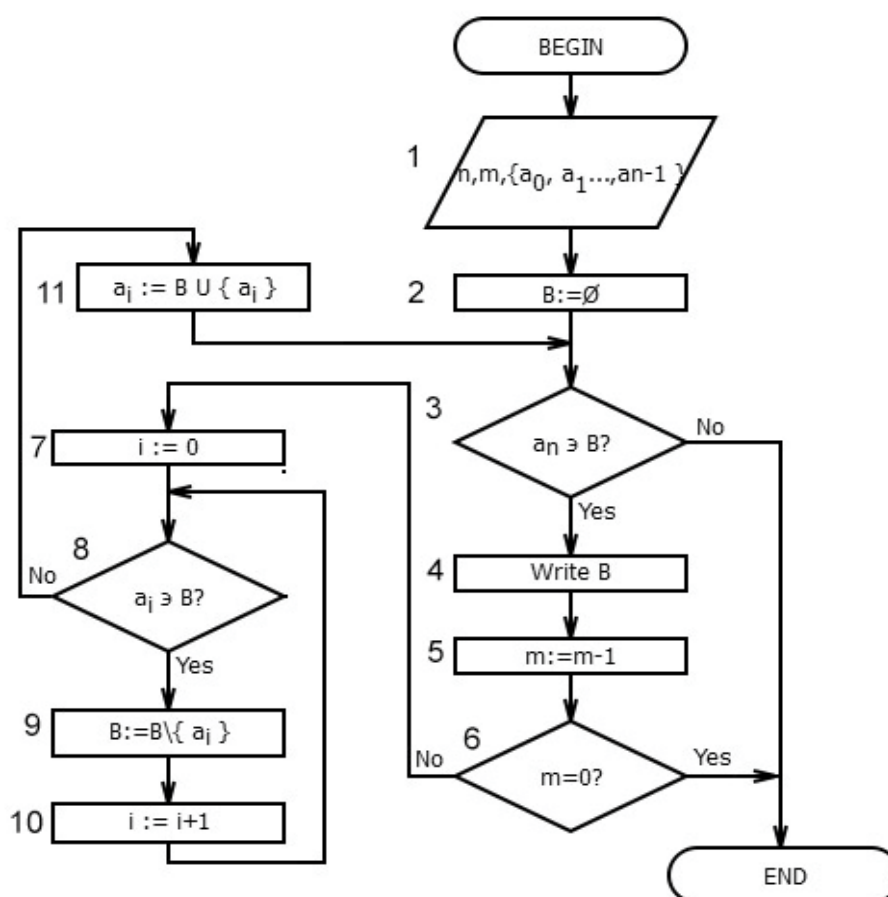 BEGIN
1
n,m,{a₀, a₁...,an-1 }
2
B:=Ø
11
aᵢ := B U { aᵢ }
3
aₙ э B?
No
Yes
4
Write B
5
m:=m-1
6
m=0?
No
Yes
7
i := 0
8
aᵢ э B?
No
Yes
9
B:=B\{ aᵢ }
10
i := i+1
END